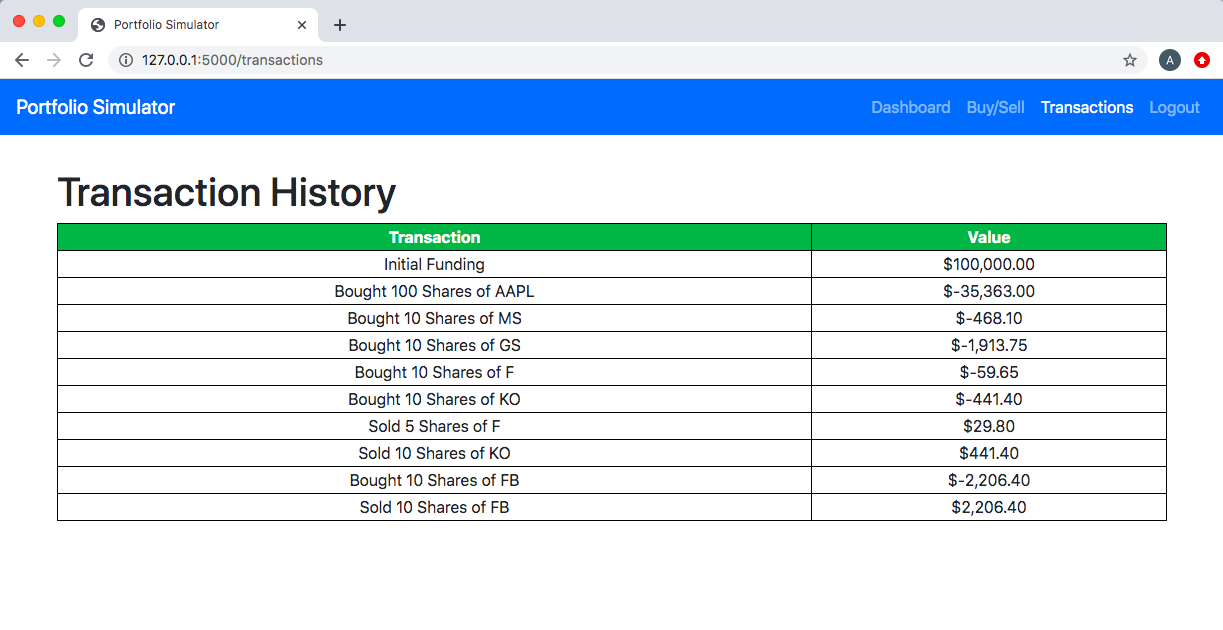 Portfolio Simulator
127.0.0.1:5000/transactions
A
Portfolio Simulator Dashboard Buy/Sell Transactions Logout
Transaction History
Transaction Value
Initial Funding $100,000.00
Bought 100 Shares of AAPL $-35,363.00
Bought 10 Shares of MS $-468.10
Bought 10 Shares of GS $-1,913.75
Bought 10 Shares of F $-59.65
Bought 10 Shares of KO $-441.40
Sold 5 Shares of F $29.80
Sold 10 Shares of KO $441.40
Bought 10 Shares of FB $-2,206.40
Sold 10 Shares of FB $2,206.40